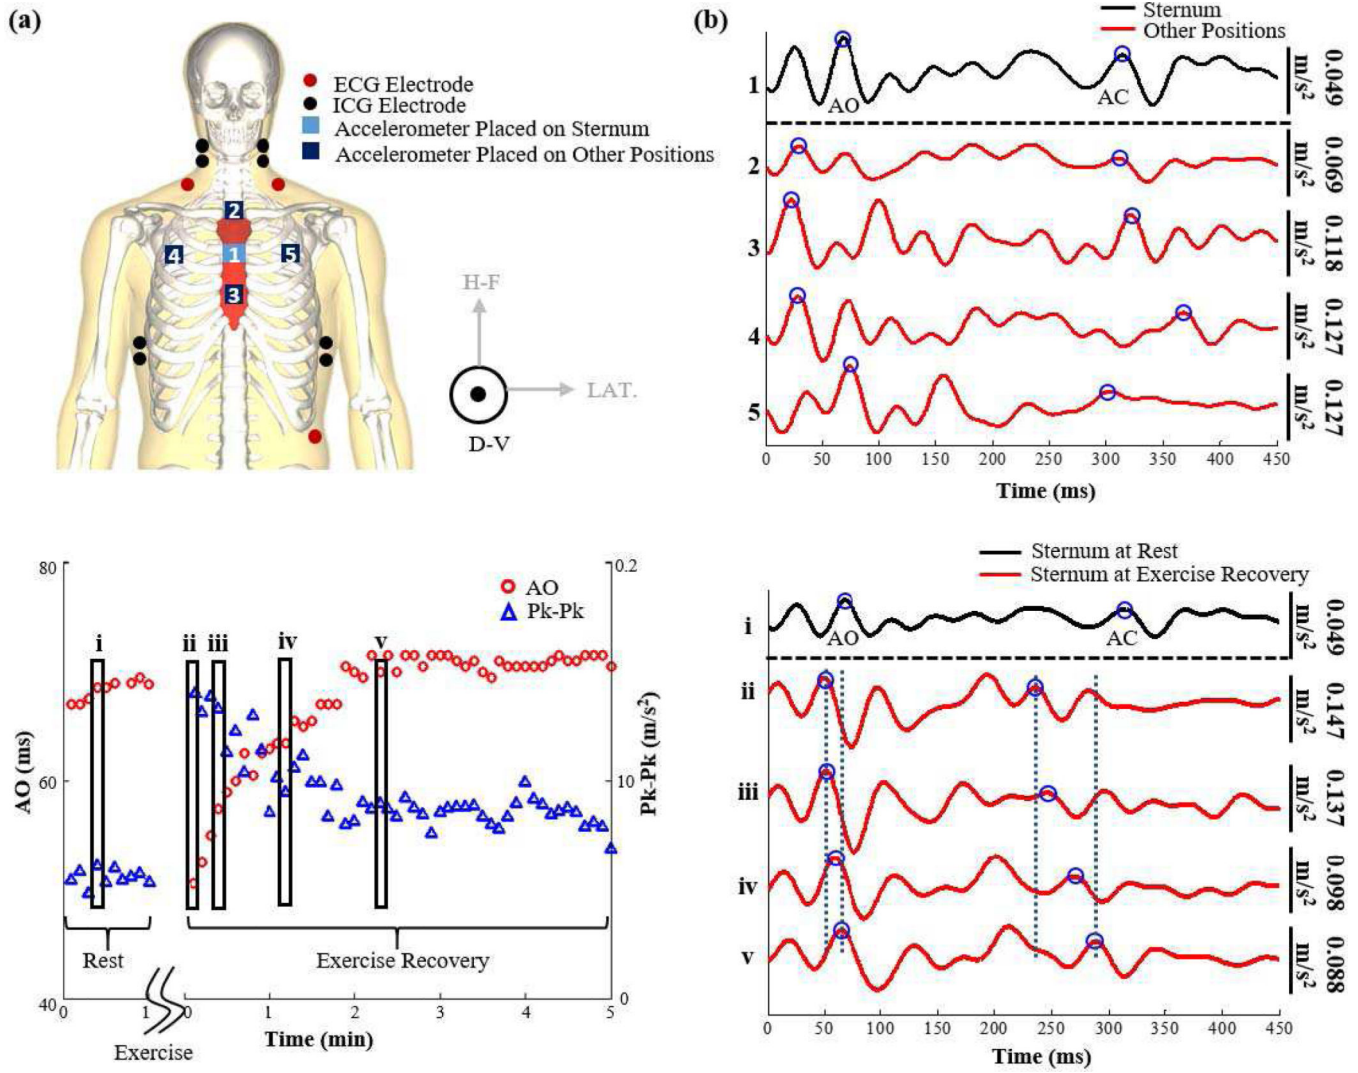 (a)
ECG Electrode
ICG Electrode
Accelerometer Placed on Sternum
Accelerometer Placed on Other Positions
2
4
1
5
3
H-F
LAT.
D-V
(b)
Sternum
Other Positions
1
AO
AC
0.049
m/s²
2
0.069
m/s²
3
0.118
m/s²
4
0.127
m/s²
5
0.127
m/s²
0 50 100 150 200 250 300 350 400 450
Time (ms)
80
60
40
AO (ms)
AO
Pk-Pk
i
ii
iii
iv
v
0.2
10
0
Pk-Pk (m/s²)
Rest
Exercise Recovery
0 1 0 1 2 3 4 5
Time (min)
Exercise
Sternum at Rest
Sternum at Exercise Recovery
i
AO
AC
0.049
m/s²
ii
0.147
m/s²
iii
0.137
m/s²
iv
0.098
m/s²
v
0.088
m/s²
0 50 100 150 200 250 300 350 400 450
Time (ms)